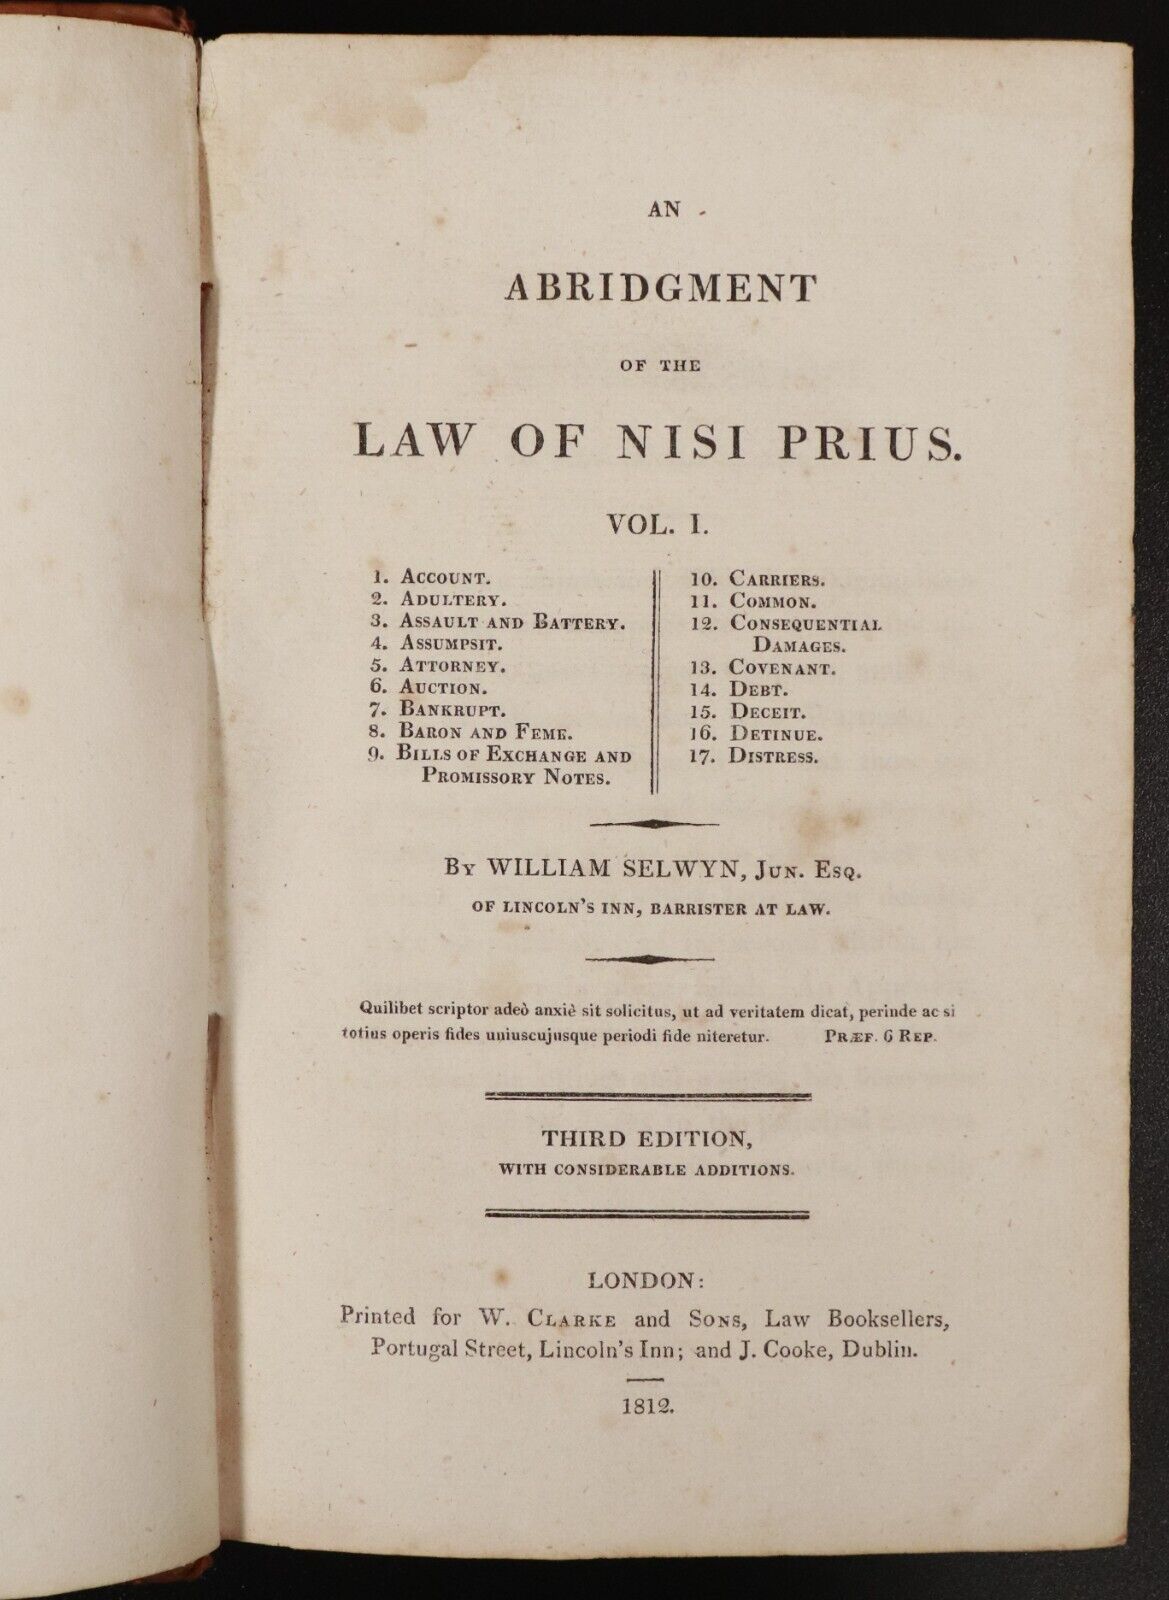 AN
ABRIDGMENT
OF THE
LAW OF NISI PRIUS.
VOL. I.
1. ACCOUNT.
2. ADULTERY.
3. ASSAULT AND BATTERY.
4. ASSUMPSIT.
5. ATTORNEY.
6. AUCTION.
7. BANKRUPT.
8. BARON AND FEME.
9. BILLS OF EXCHANGE AND
PROMISSORY NOTES.
10. CARRIERS.
11. COMMON.
12. CONSEQUENTIAL
DAMAGES.
13. COVENANT.
14. DEBT.
15. DECEIT.
16. DETINUE.
17. DISTRESS.
BY WILLIAM SELWYN, JUN. ESQ.
OF LINCOLN'S INN, BARRISTER AT LAW.
Quilibet scriptor adeò anxiè sit solicitus, ut ad veritatem dicat, perinde ac si
totius operis fides uniuscujusque periodi fide niteretur. PRÆF. 6 REP.
THIRD EDITION,
WITH CONSIDERABLE ADDITIONS.
LONDON:
Printed for W. CLARKE and SONS, Law Booksellers,
Portugal Street, Lincoln's Inn; and J. Cooke, Dublin.
1812.